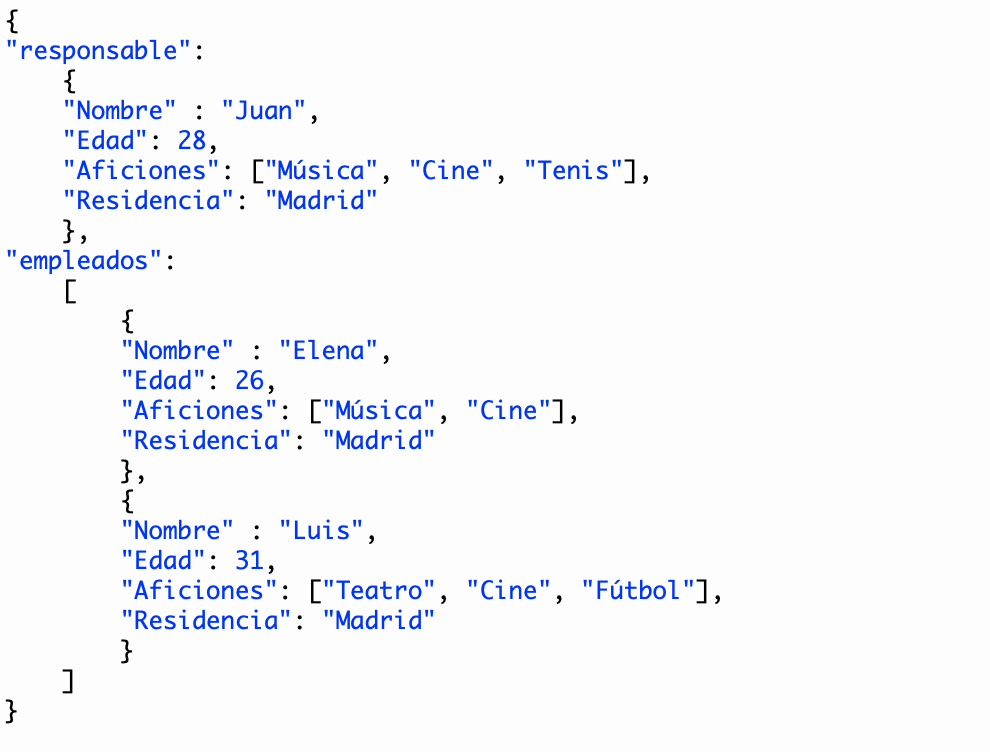 {
"responsable":
    {
    "Nombre" : "Juan",
    "Edad": 28,
    "Aficiones": ["Música", "Cine", "Tenis"],
    "Residencia": "Madrid"
    },
"empleados":
    [
        {
        "Nombre" : "Elena",
        "Edad": 26,
        "Aficiones": ["Música", "Cine"],
        "Residencia": "Madrid"
        },
        {
        "Nombre" : "Luis",
        "Edad": 31,
        "Aficiones": ["Teatro", "Cine", "Fútbol"],
        "Residencia": "Madrid"
        }
    ]
}